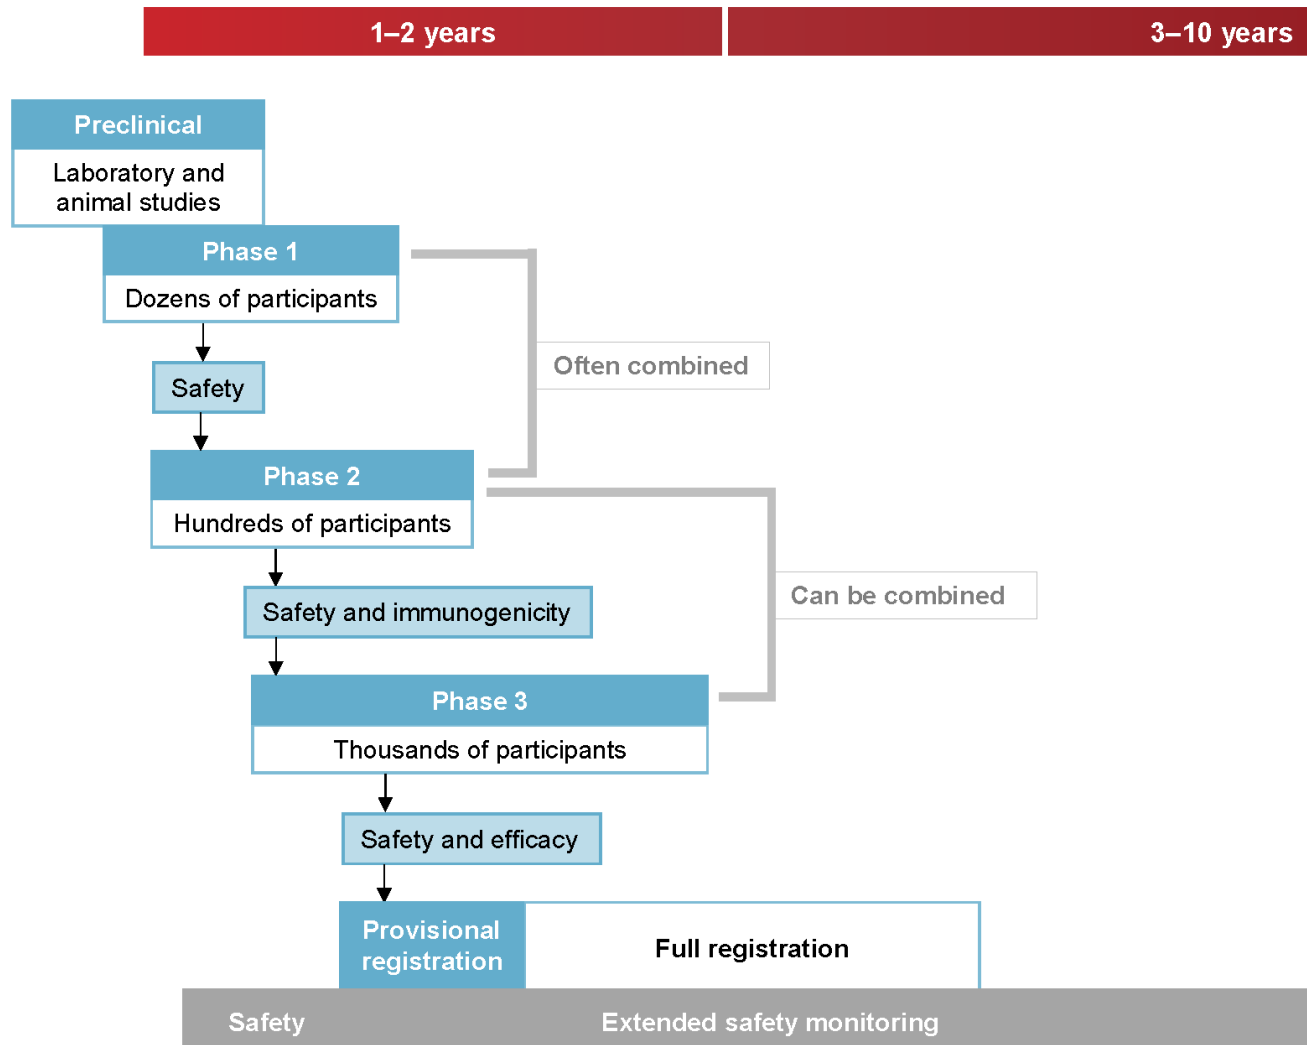 1–2 years
3–10 years
Preclinical
Laboratory and
animal studies
Phase 1
Dozens of participants
Often combined
Safety
Phase 2
Hundreds of participants
Can be combined
Safety and immunogenicity
Phase 3
Thousands of participants
Safety and efficacy
Provisional
registration
Full registration
Safety
Extended safety monitoring